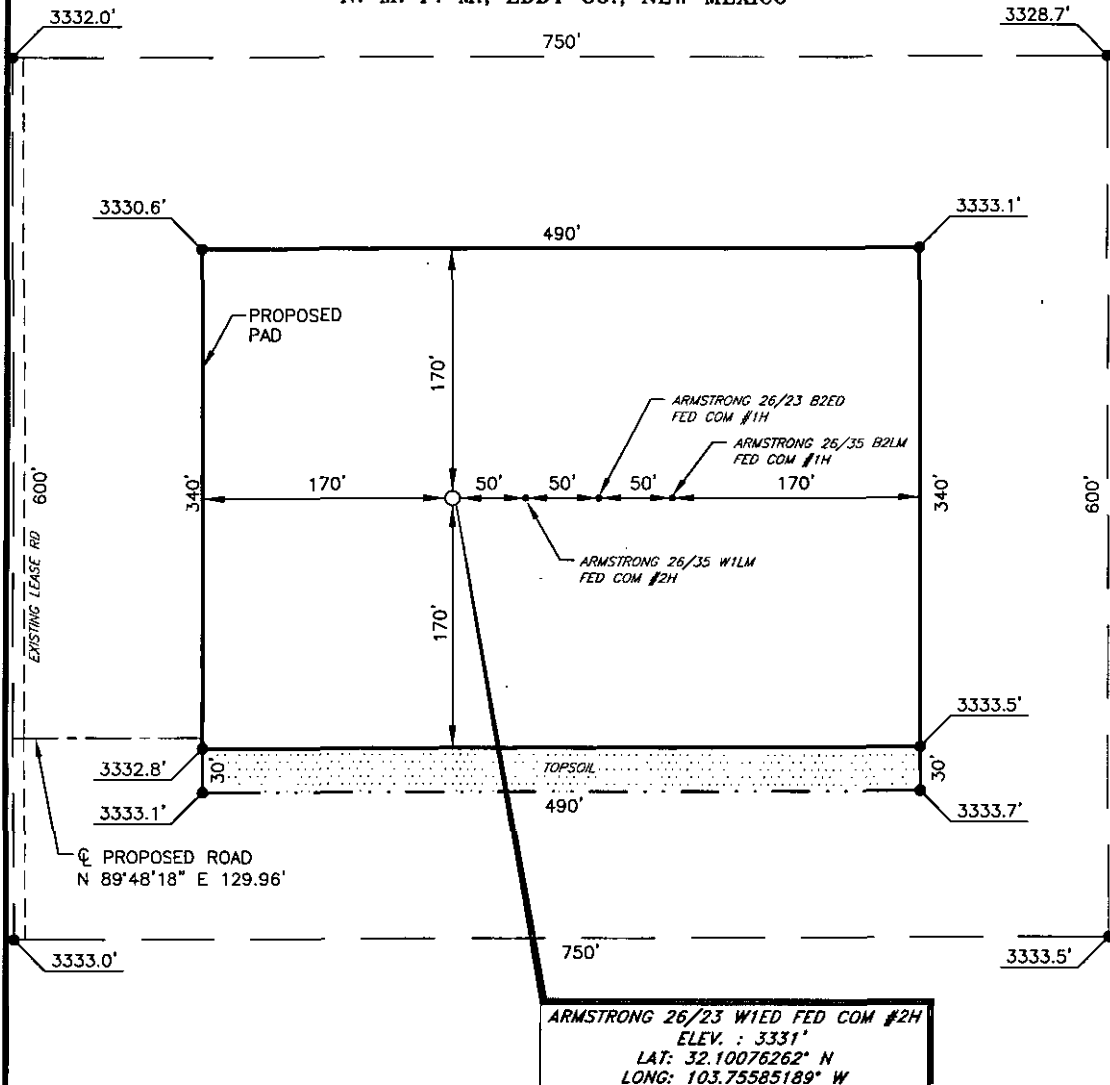 N. M. P. M., EDDY CO., NEW MEXICO
3332.0'
3328.7'
750'
3330.6'
3333.1'
490'
PROPOSED
PAD
170'
ARMSTRONG 26/23 B2ED
FED COM #1H
ARMSTRONG 26/35 B2LM
FED COM #1H
600'
340'
170'
50'
50'
50'
170'
340'
600'
EXISTING LEASE RD
ARMSTRONG 26/35 W1LM
FED COM #2H
170'
3333.5'
3332.8'
30'
TOPSOIL
30'
3333.1'
490'
3333.7'
℄ PROPOSED ROAD
N 89°48'18" E 129.96'
3333.0'
750'
3333.5'
ARMSTRONG 26/23 W1ED FED COM #2H
ELEV. : 3331'
LAT: 32.10076262° N
LONG: 103.75585189° W